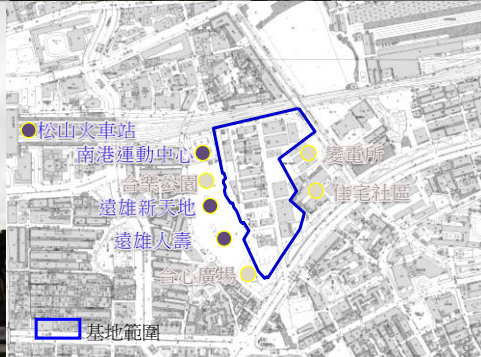 松山火車站
南港運動中心
變電所
合樂公園
住宅社區
遠雄新天地
遠雄人壽
合心廣場
基地範圍